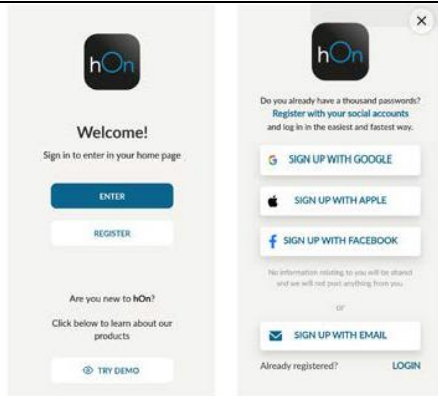 hOn
Welcome!
Sign in to enter in your home page
ENTER
REGISTER
Are you new to hOn?
Click below to learn about our
products
TRY DEMO
hOn
Do you already have a thousand passwords?
Register with your social accounts
and log in in the easiest and fastest way.
SIGN UP WITH GOOGLE
SIGN UP WITH APPLE
SIGN UP WITH FACEBOOK
No information relating to you will be shared
and we will not post anything from you
or
SIGN UP WITH EMAIL
Already registered? LOGIN